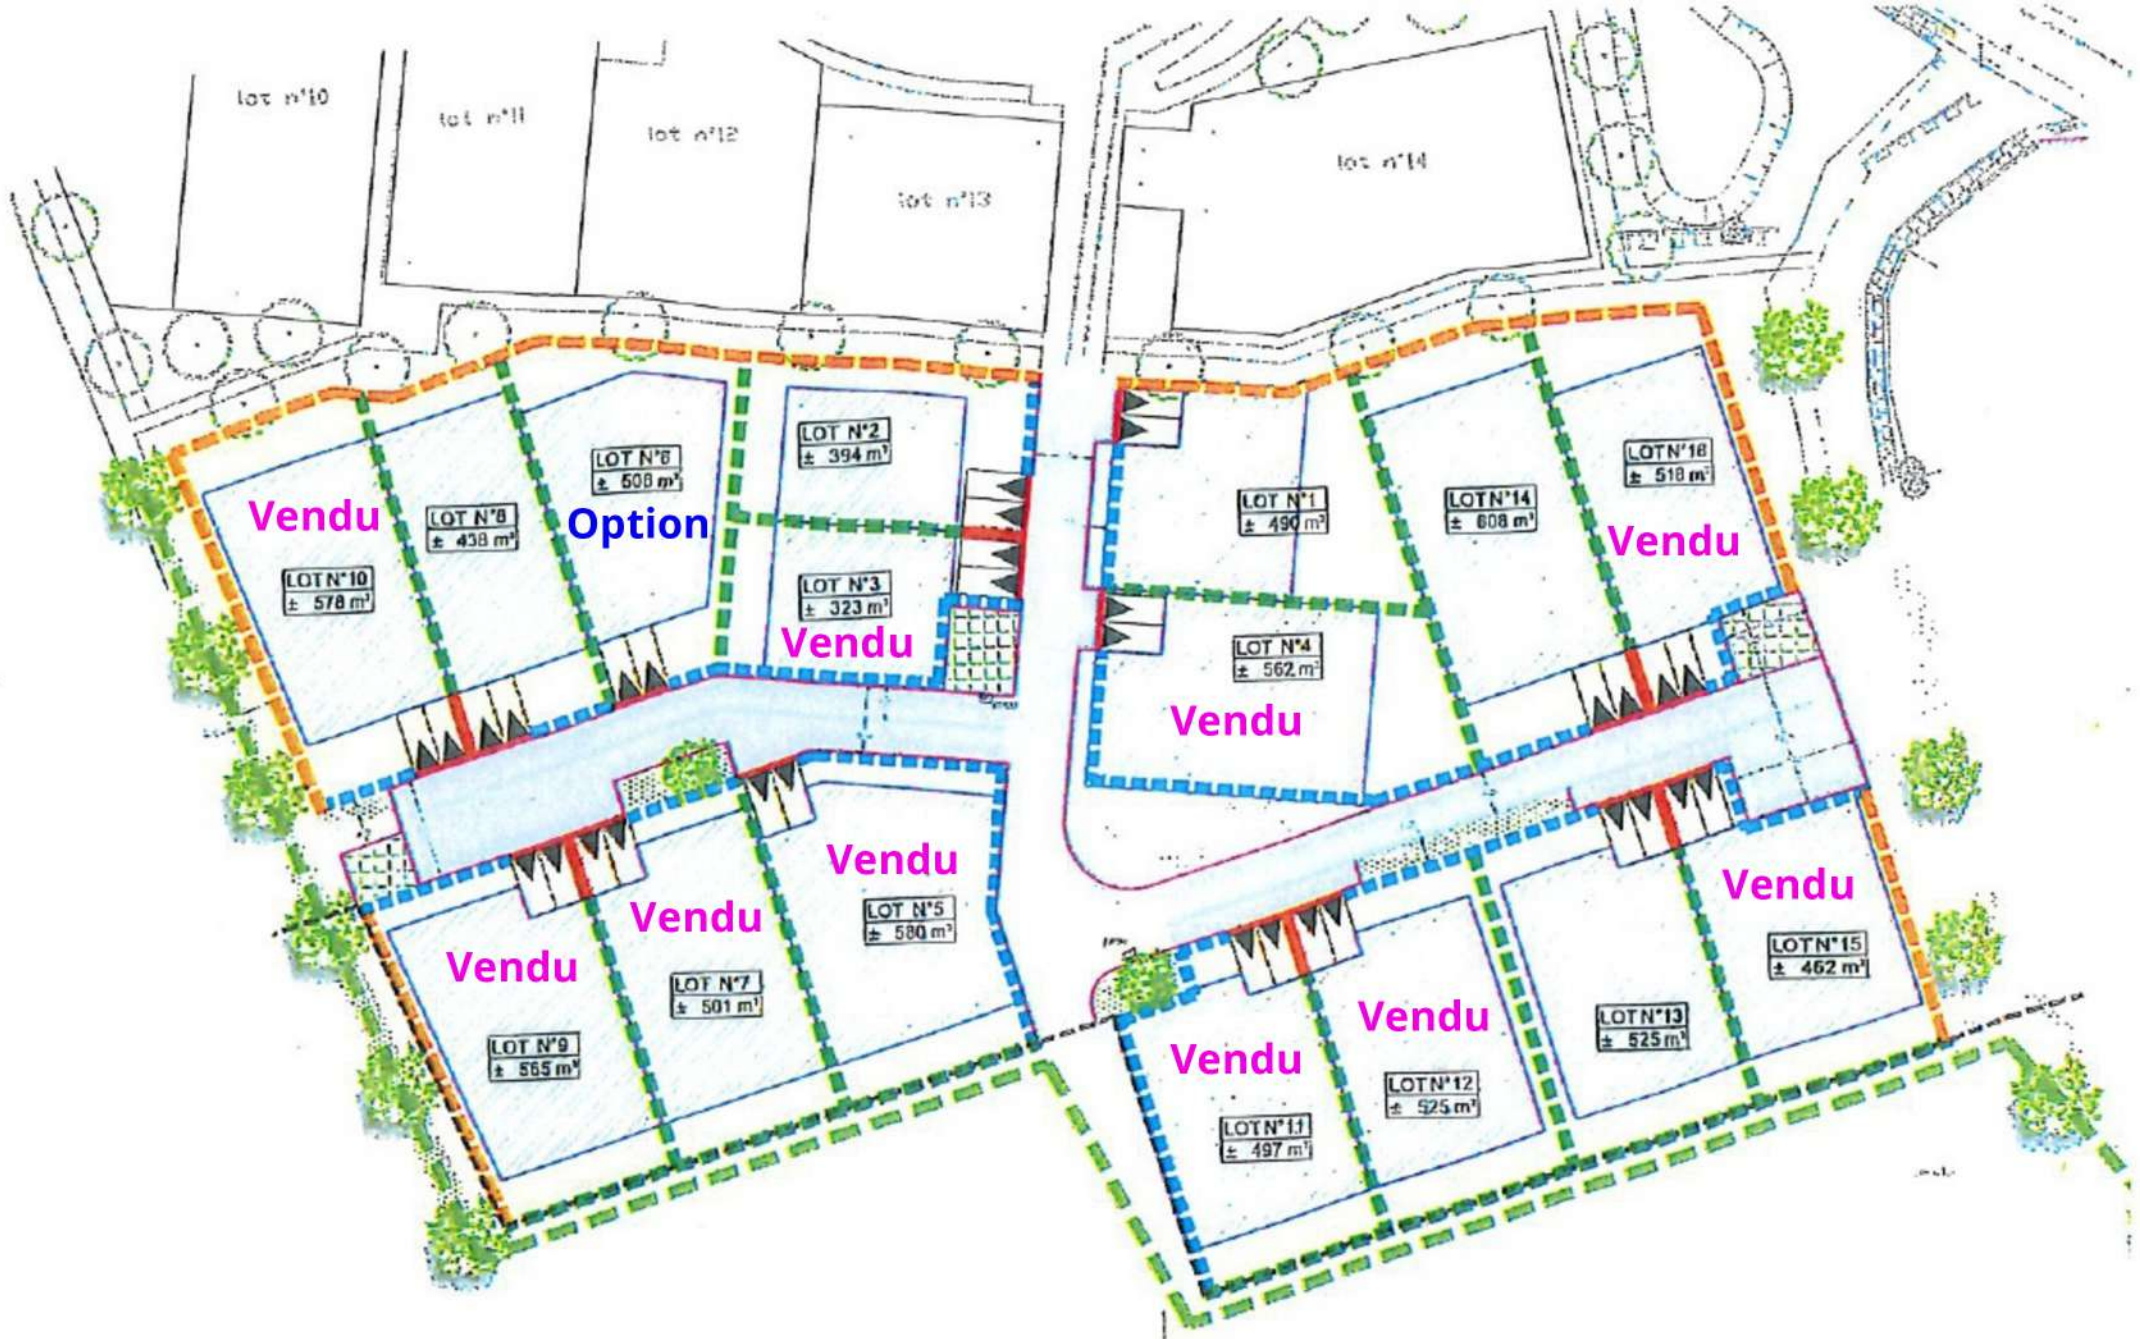 lot n°10
lot n°11
lot n°12
lot n°13
lot n°14
Vendu
LOT N°10
± 578 m²
LOT N°8
± 438 m²
LOT N°6
± 508 m²
Option
LOT N°2
± 394 m²
LOT N°3
± 323 m²
Vendu
LOT N°1
± 490 m²
LOT N°14
± 608 m²
LOT N°16
± 518 m²
Vendu
LOT N°4
± 562 m²
Vendu
Vendu
LOT N°9
± 565 m²
Vendu
LOT N°7
± 501 m²
Vendu
LOT N°5
± 580 m²
Vendu
LOT N°11
± 497 m²
Vendu
LOT N°12
± 525 m²
LOT N°13
± 525 m²
Vendu
LOT N°15
± 462 m²